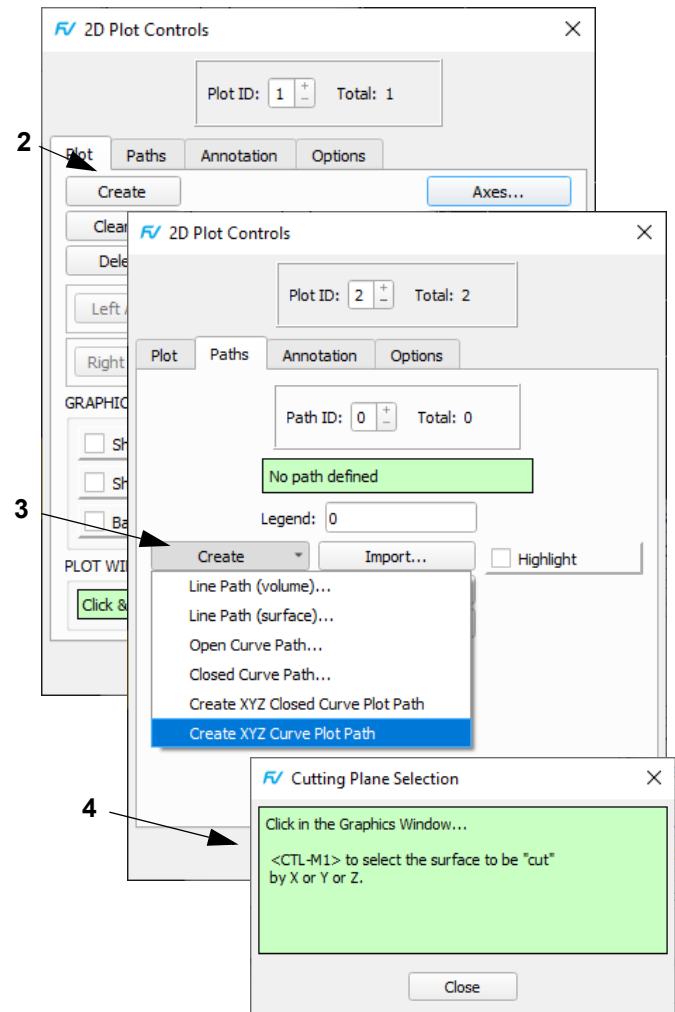 2D Plot Controls
Plot ID: 1 Total: 1
2
Plot Paths Annotation Options
Create Axes...
2D Plot Controls
Plot ID: 2 Total: 2
Left
Right
Plot Paths Annotation Options
Path ID: 0 Total: 0
No path defined
3
Legend: 0
Create Import... Highlight
Click &
Line Path (volume)...
Line Path (surface)...
Open Curve Path...
Closed Curve Path...
Create XYZ Closed Curve Plot Path
Create XYZ Curve Plot Path
4
Cutting Plane Selection
Click in the Graphics Window...
<CTL-M1> to select the surface to be "cut"
by X or Y or Z.
Close